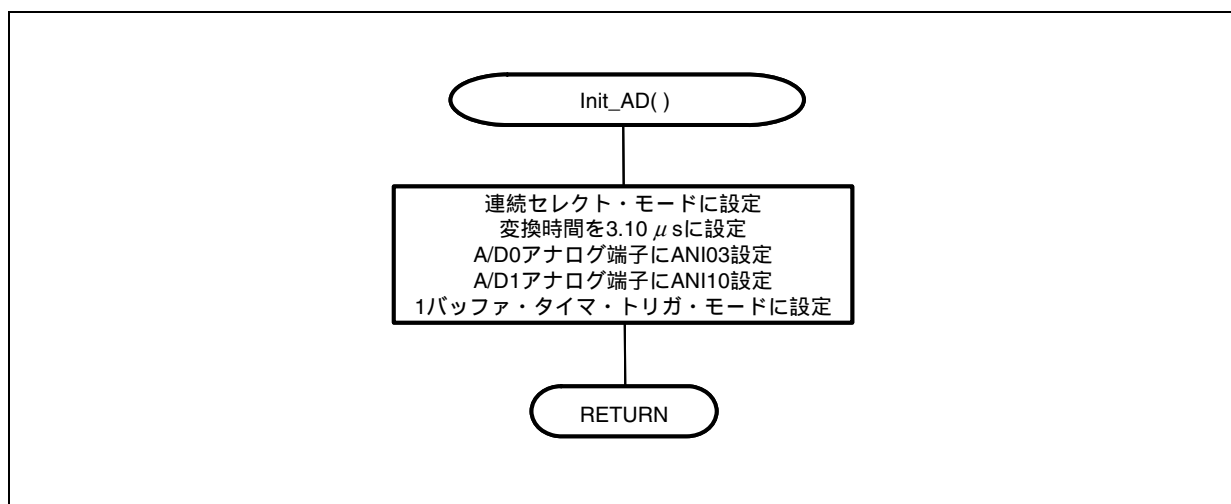 Init_AD( )
連続セレクト・モードに設定
変換時間を3.10 μsに設定
A/D0アナログ端子にANI03設定
A/D1アナログ端子にANI10設定
1バッファ・タイマ・トリガ・モードに設定
RETURN